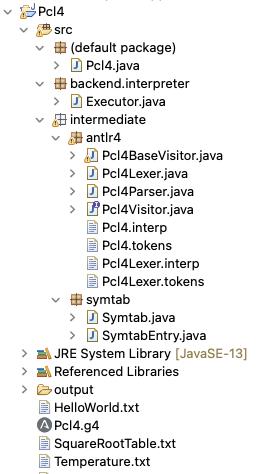 Pcl4
src
(default package)
Pcl4.java
backend.interpreter
Executor.java
intermediate
antlr4
Pcl4BaseVisitor.java
Pcl4Lexer.java
Pcl4Parser.java
Pcl4Visitor.java
Pcl4.interp
Pcl4.tokens
Pcl4Lexer.interp
Pcl4Lexer.tokens
symtab
Symtab.java
SymtabEntry.java
JRE System Library [JavaSE-13]
Referenced Libraries
output
HelloWorld.txt
Pcl4.g4
SquareRootTable.txt
Temperature.txt